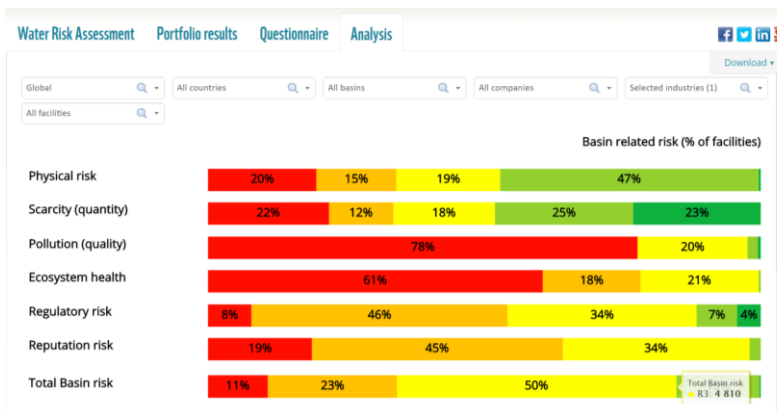 Water Risk Assessment Portfolio results Questionnaire Analysis
Download
Global All countries All basins All companies Selected industries (1)
All facilities
Basin related risk (% of facilities)
Physical risk 20% 15% 19% 47%
Scarcity (quantity) 22% 12% 18% 25% 23%
Pollution (quality) 78% 20%
Ecosystem health 61% 18% 21%
Regulatory risk 8% 46% 34% 7% 4%
Reputation risk 19% 45% 34%
Total Basin risk 11% 23% 50% Total Basin risk
R3: 4 810